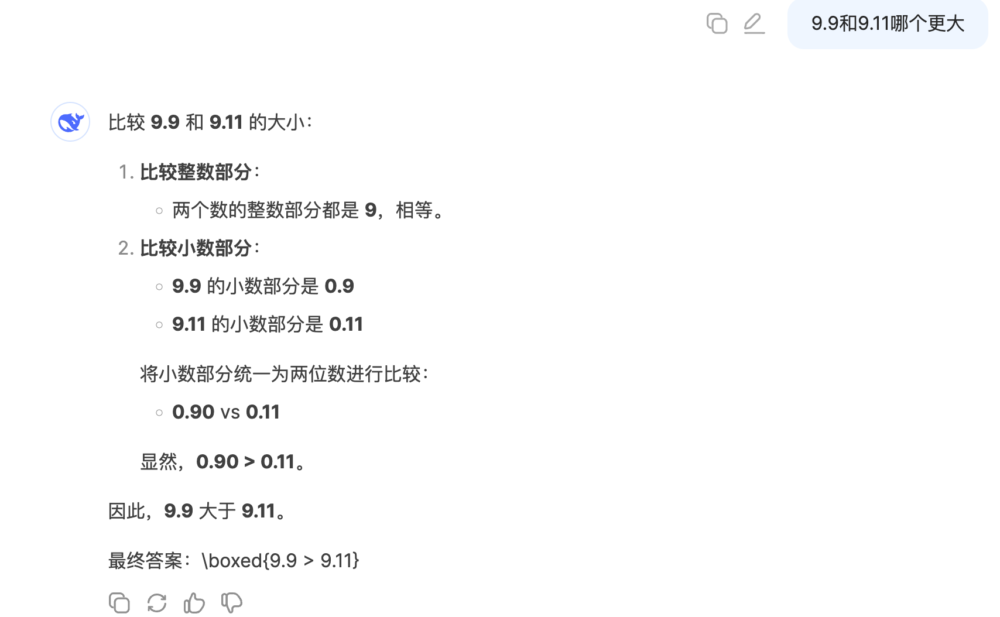 9.9和9.11哪个更大
比较 9.9 和 9.11 的大小：
1. 比较整数部分：
两个数的整数部分都是 9，相等。
2. 比较小数部分：
9.9 的小数部分是 0.9
9.11 的小数部分是 0.11
将小数部分统一为两位数进行比较：
0.90 vs 0.11
显然，0.90 > 0.11。
因此，9.9 大于 9.11。
最终答案：\boxed{9.9 > 9.11}